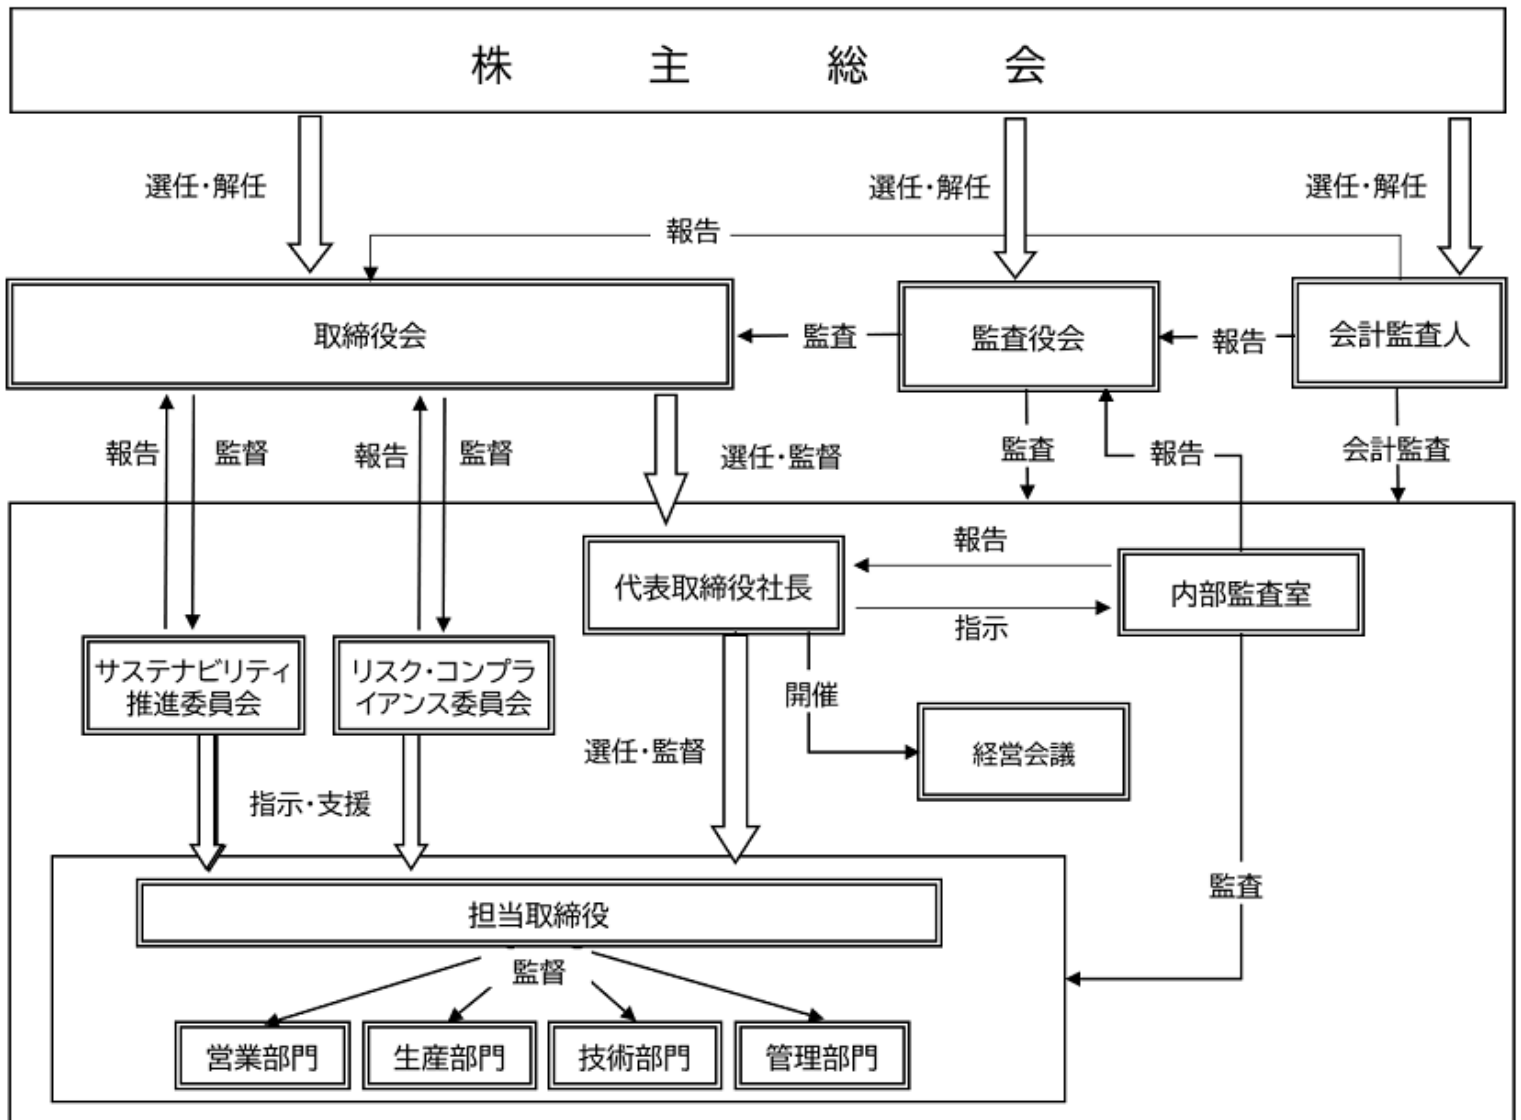 株主総会
選任・解任
選任・解任
選任・解任
報告
取締役会
監査
監査役会
報告
会計監査人
報告
監督
報告
監督
選任・監督
監査
報告
会計監査
代表取締役社長
報告
指示
内部監査室
サステナビリティ
推進委員会
リスク・コンプラ
イアンス委員会
開催
選任・監督
経営会議
指示・支援
監査
担当取締役
監督
営業部門
生産部門
技術部門
管理部門